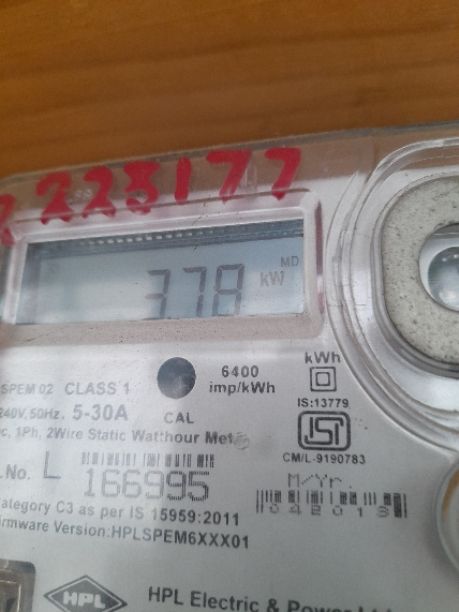 223177
378 kW MD
6400
imp/kWh
kWh
SPEM 02 CLASS 1
240V, 50Hz. 5-30A
CAL
IS:13779
ISI
c, 1Ph, 2Wire Static Watthour Met
CM/L-9190783
.No. L 166995
M/Yr.
042013
ategory C3 as per IS 15959:2011
irmware Version:HPLSPEM6XXX01
HPL
HPL Electric & Power